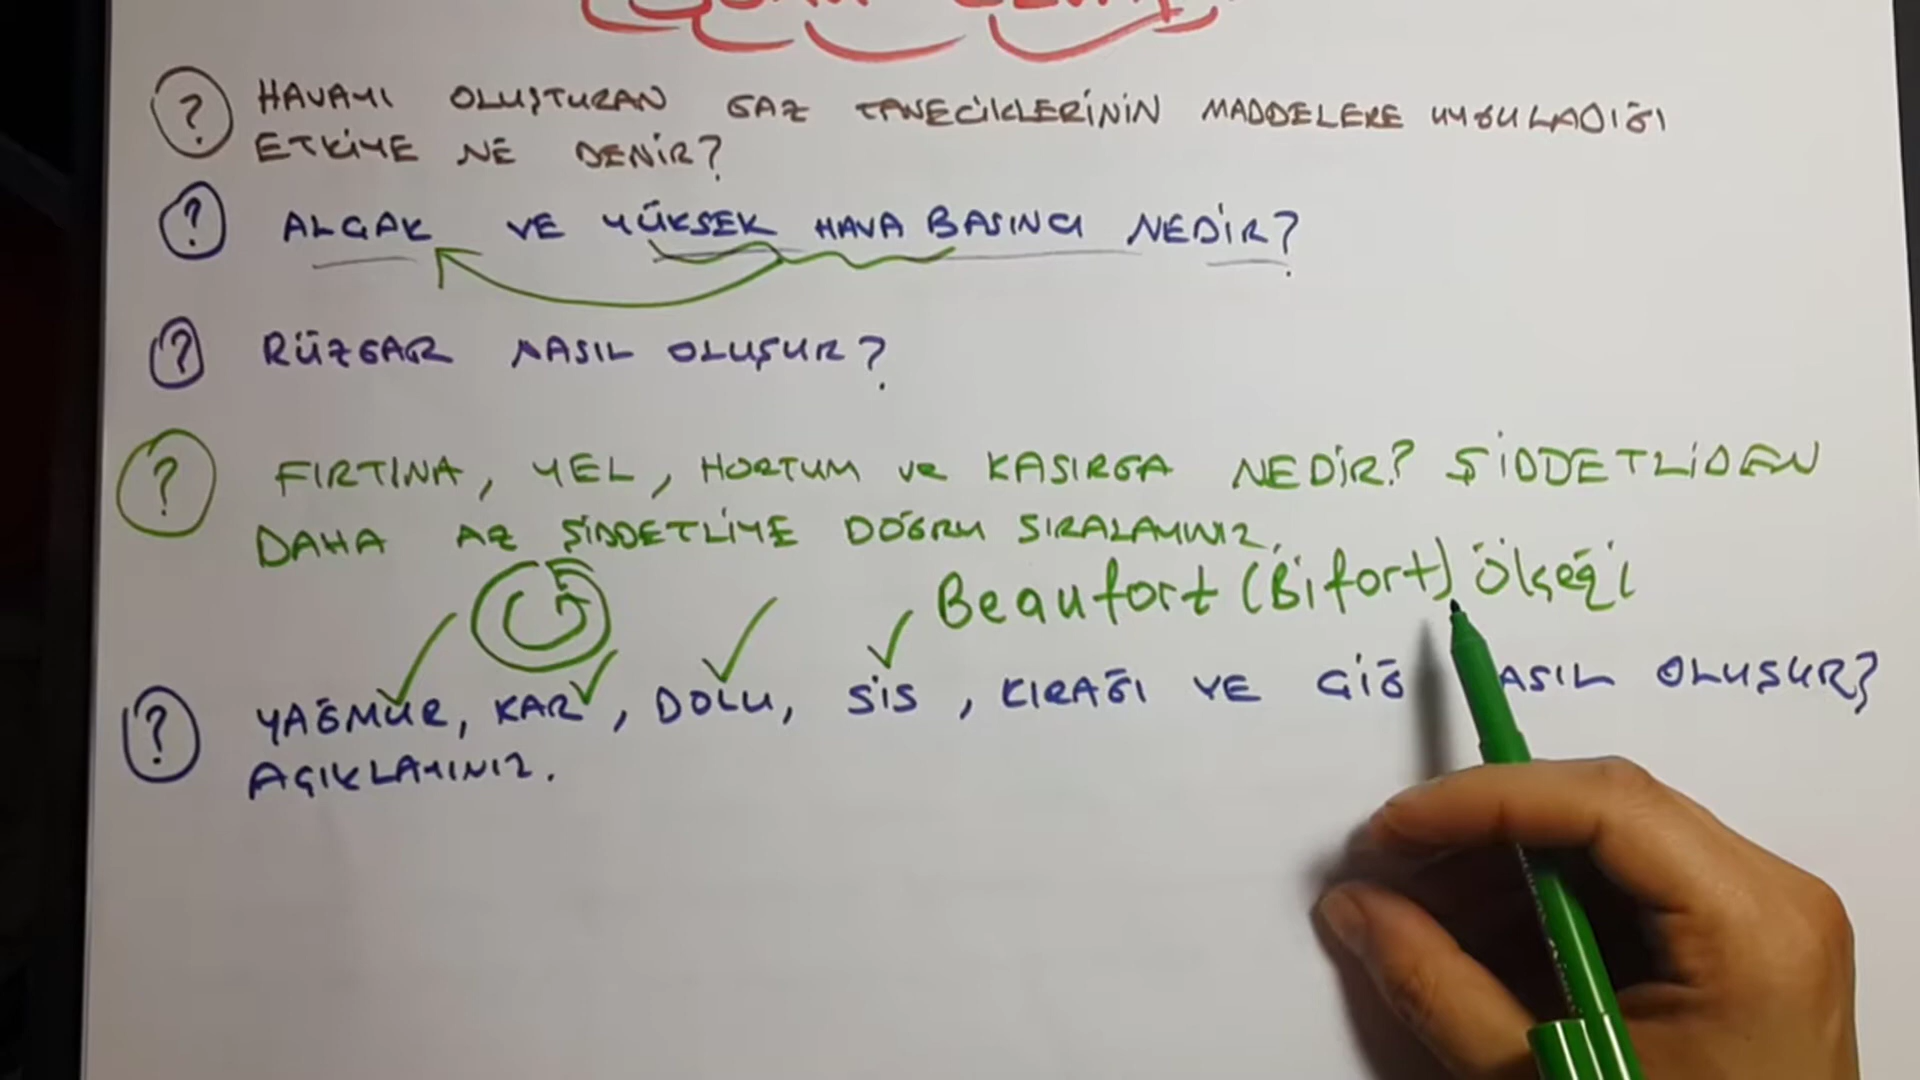 ?
HAVAYI OLUŞTURAN GAZ TANECİKLERİNİN MADDELERE UYGULADIĞI
ETKİYE NE DENİR?
?
ALÇAK VE YÜKSEK HAVA BASINCI NEDİR?
?
RÜZGAR NASIL OLUŞUR?
?
FIRTINA, YEL, HORTUM ve KASIRGA NEDİR? ŞİDDETLİDEN
DAHA AZ ŞİDDETLİYE DOĞRU SIRALAYINIZ.
Beaufort (Bifort) Ölçeği
?
YAĞMUR, KAR, DOLU, SİS, KIRAĞI VE ÇİĞ ASIL OLUŞUR?
AÇIKLAYINIZ.